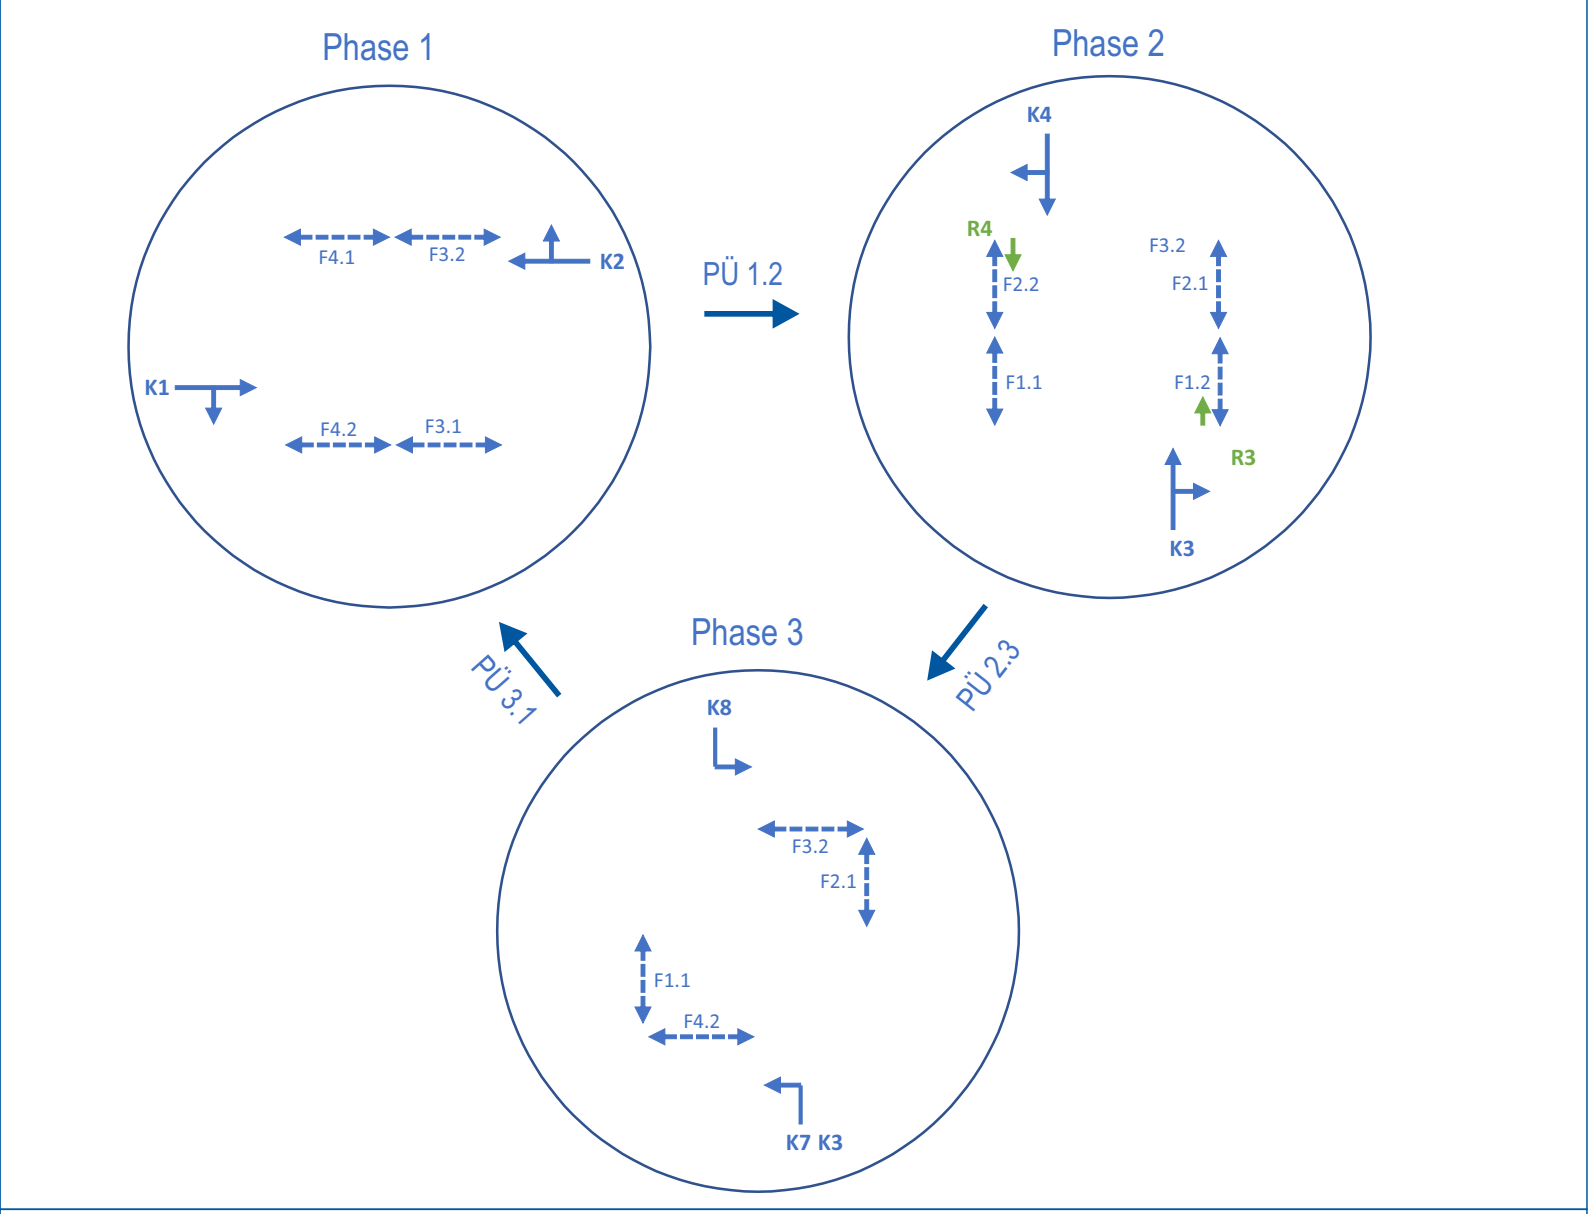 Phase 1
F4.1
F3.2
K2
K1
F4.2
F3.1
PÜ 1.2
Phase 2
K4
R4
F3.2
F2.2
F2.1
F1.1
F1.2
R3
K3
PÜ 2.3
Phase 3
PÜ 3.1
K8
F3.2
F2.1
F1.1
F4.2
K7 K3